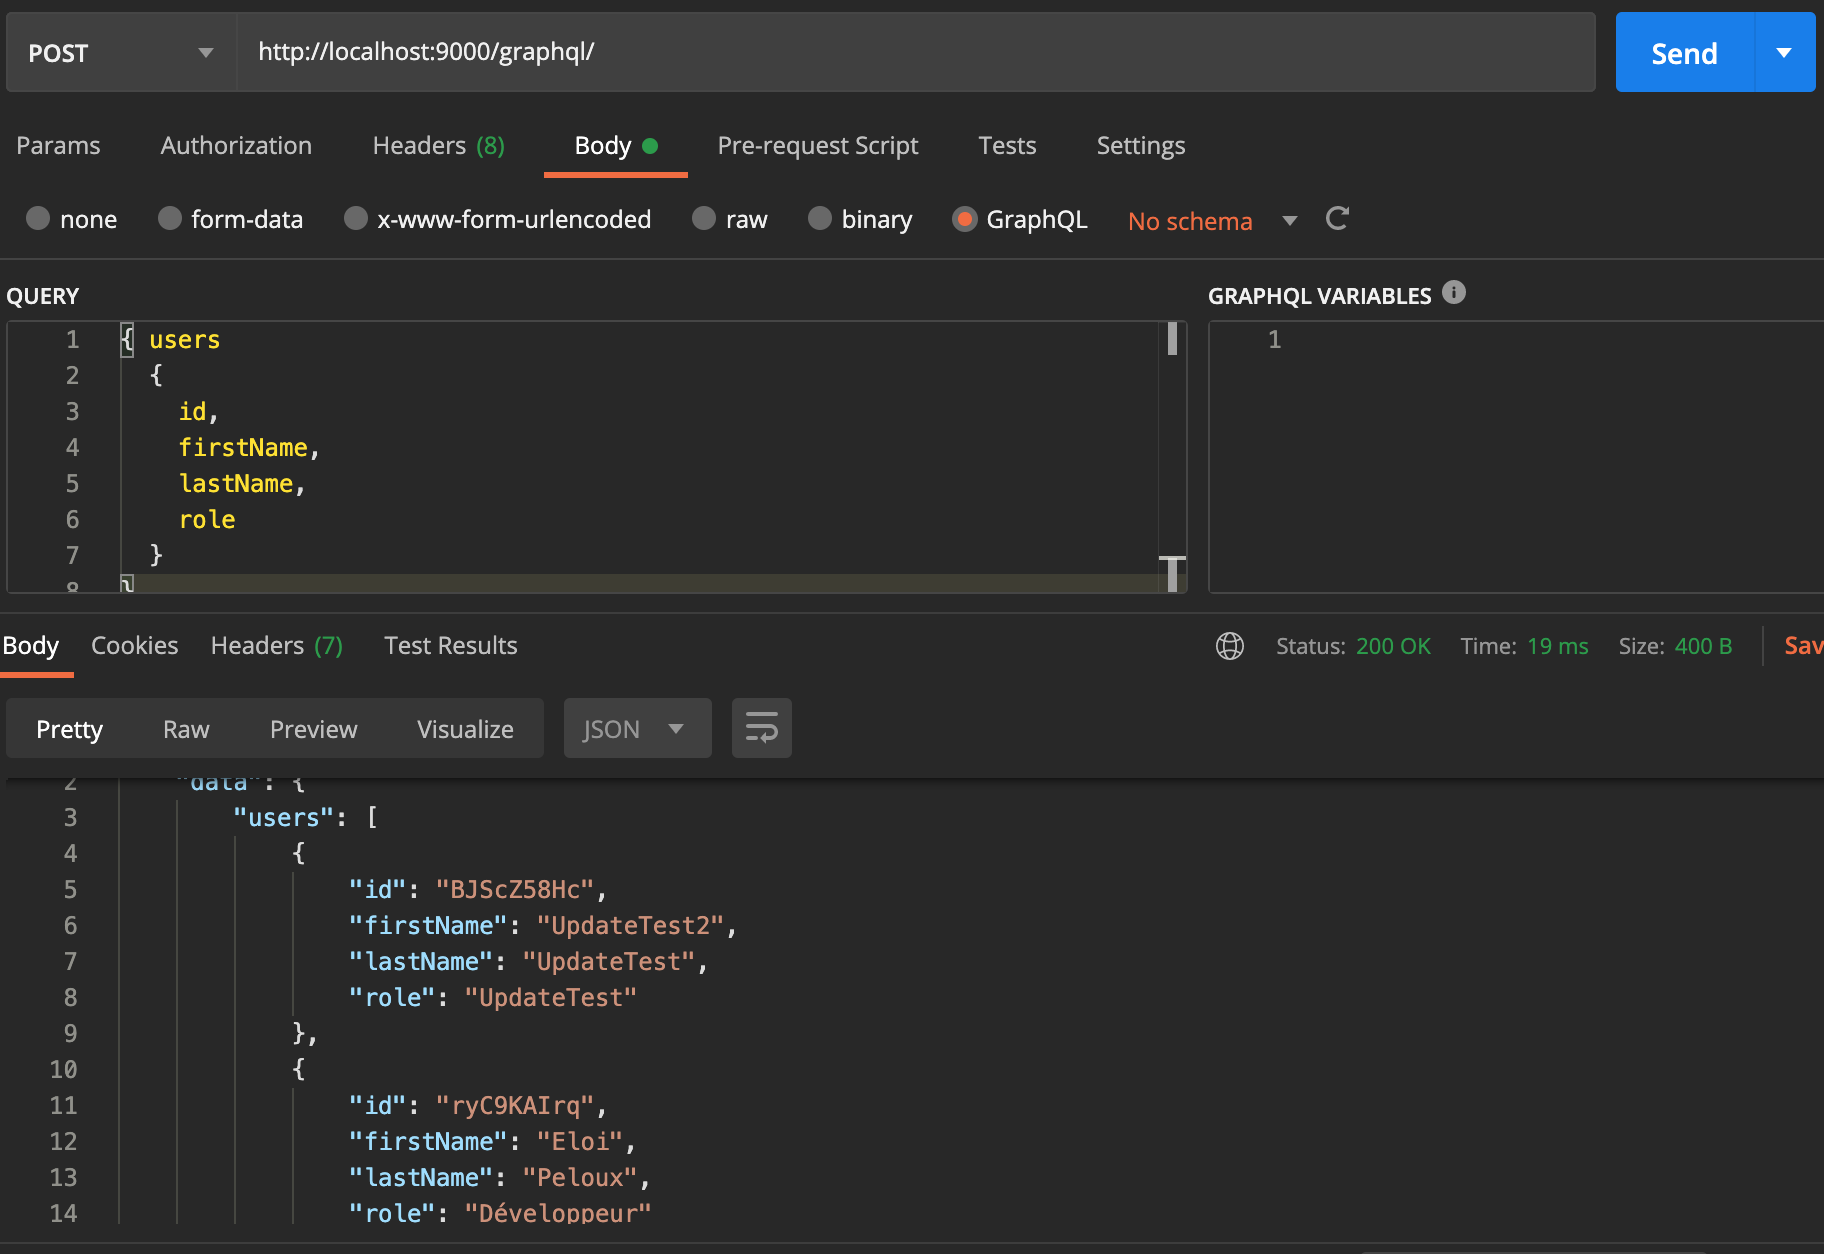 POST http://localhost:9000/graphql/ Send
Params Authorization Headers (8) Body Pre-request Script Tests Settings
none form-data x-www-form-urlencoded raw binary GraphQL No schema
QUERY GRAPHQL VARIABLES
1 { users 1
2 {
3 id,
4 firstName,
5 lastName,
6 role
7 }
8 }
Body Cookies Headers (7) Test Results Status: 200 OK Time: 19 ms Size: 400 B Sav
Pretty Raw Preview Visualize JSON
2 "data": {
3 "users": [
4 {
5 "id": "BJScZ58Hc",
6 "firstName": "UpdateTest2",
7 "lastName": "UpdateTest",
8 "role": "UpdateTest"
9 },
10 {
11 "id": "ryC9KAIrq",
12 "firstName": "Eloi",
13 "lastName": "Peloux",
14 "role": "Développeur"